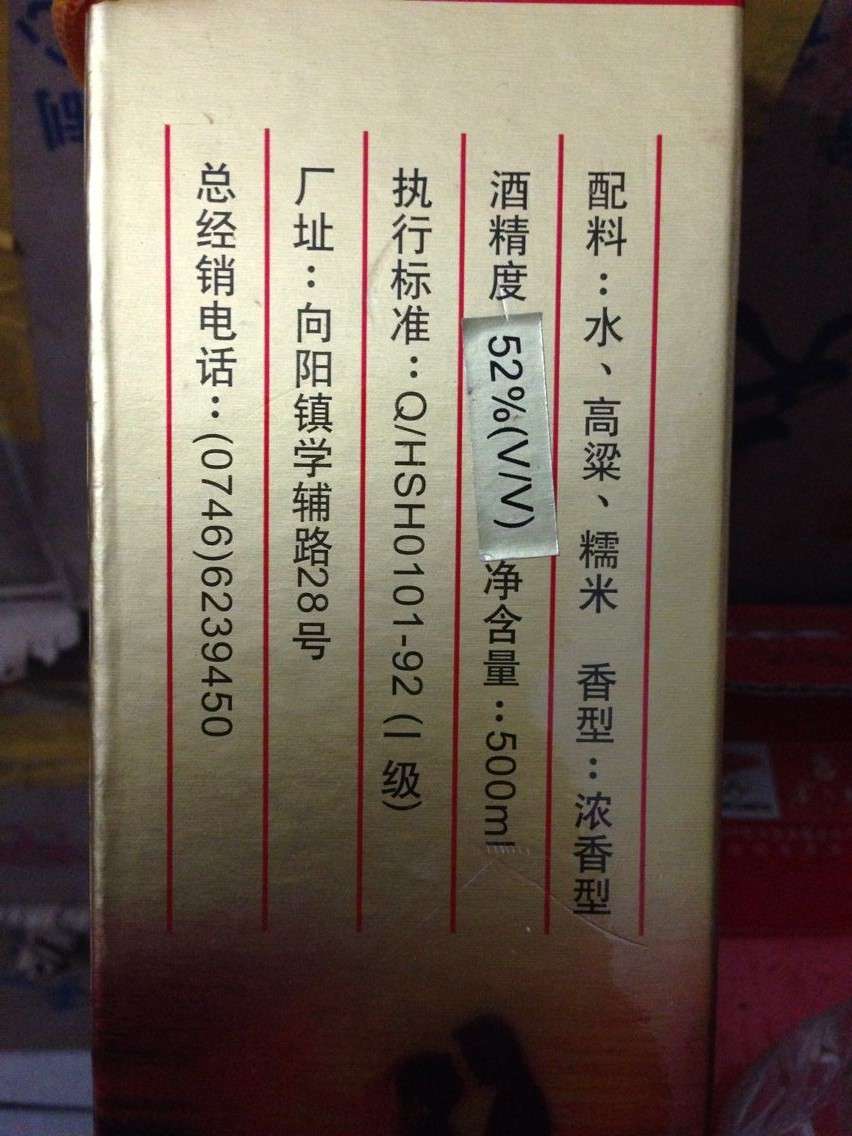 配料：水、高粱、糯米 香型：浓香型
酒精度 52%(V/V) 净含量：500ml
执行标准：Q/HSH0101-92(I级)
厂址：向阳镇学辅路28号
总经销电话：(0746)6239450